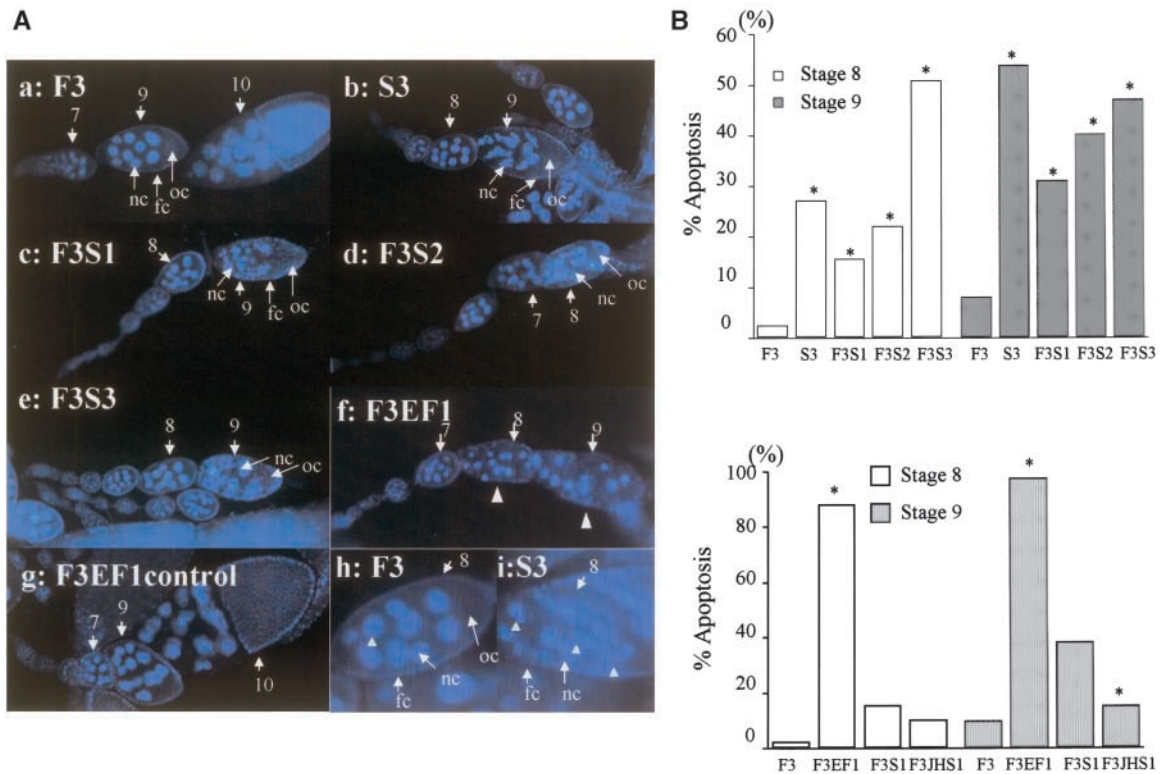 A
a: F3
7
9
10
nc
fc
oc
b: S3
8
9
nc
fc
oc
c: F3S1
8
nc
9
fc
oc
d: F3S2
oc
nc
7
8
e: F3S3
8
9
nc
oc
f: F3EF1
7
8
9
g: F3EF1control
7
9
10
h: F3
8
oc
nc
fc
i:S3
8
fc
nc
B
(%)
60
50
40
30
20
10
0
% Apoptosis
Stage 8
Stage 9
* * * * * * * *
F3 S3 F3S1 F3S2 F3S3 F3 S3 F3S1 F3S2 F3S3
(%)
100
80
60
40
20
0
% Apoptosis
Stage 8
Stage 9
* * *
F3 F3EF1 F3S1 F3JHS1 F3 F3EF1 F3S1 F3JHS1